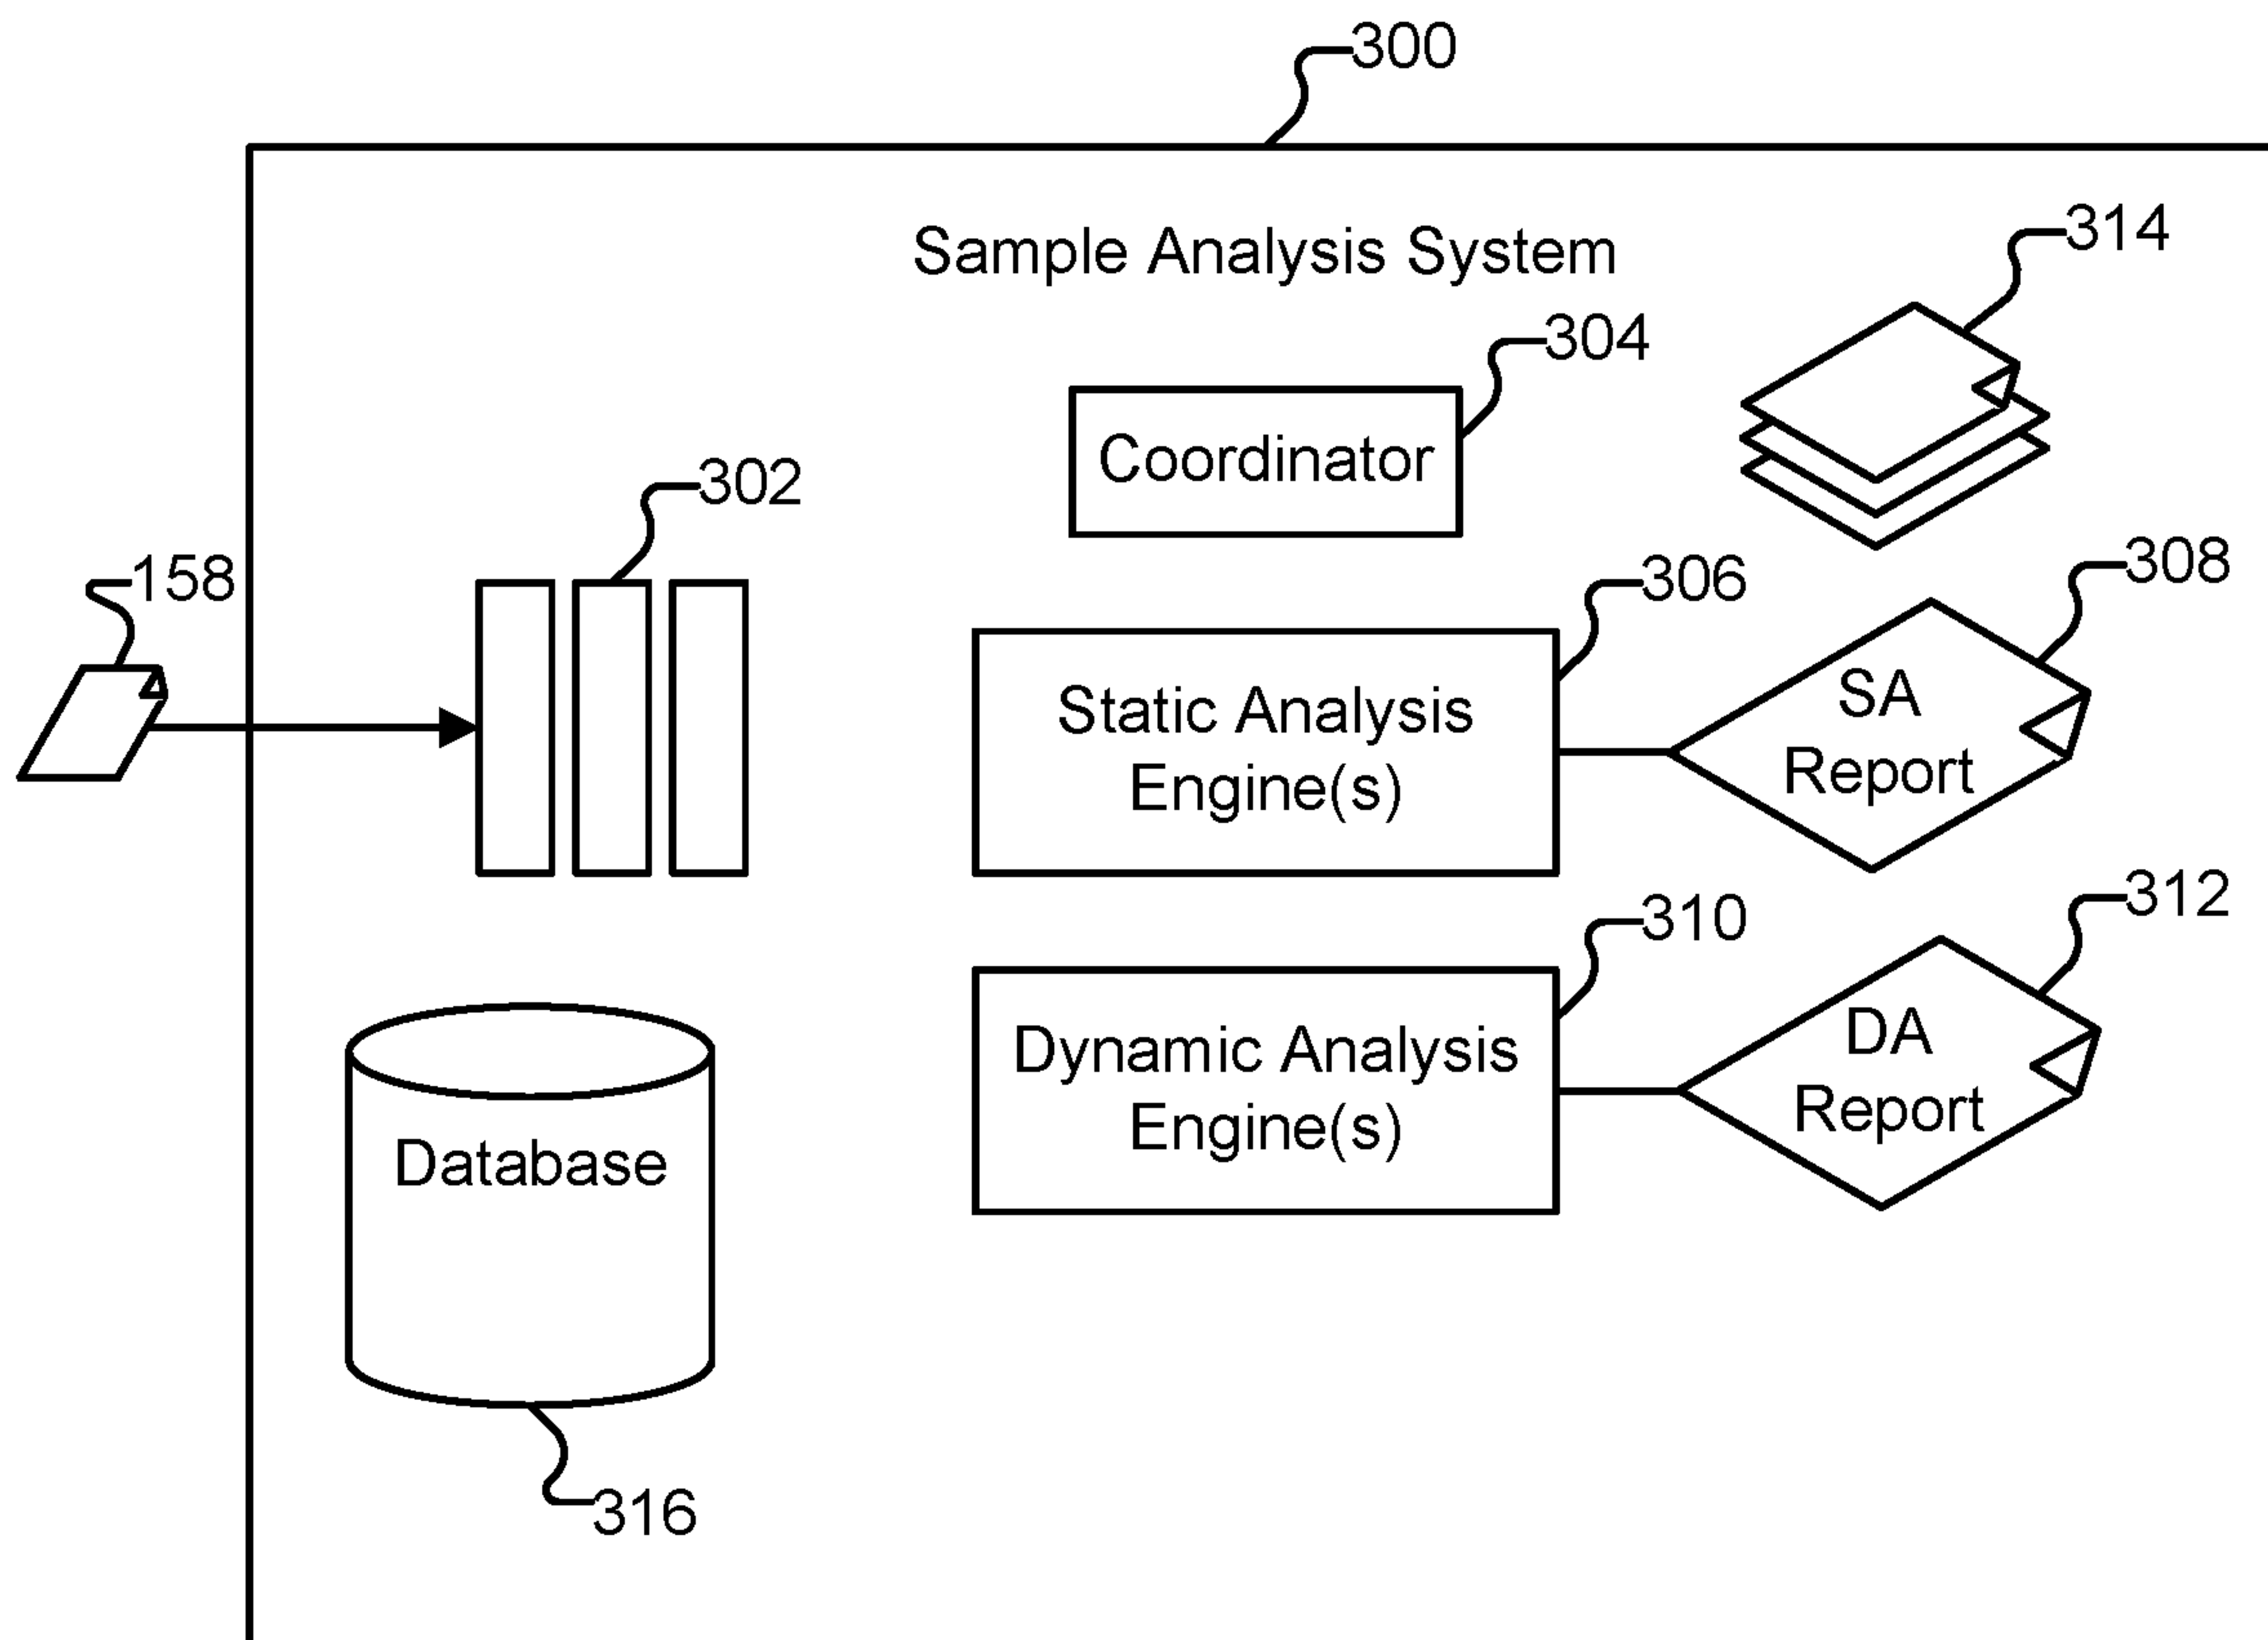 300
Sample Analysis System
314
304
Coordinator
302
158
306
308
Static Analysis
Engine(s)
SA
Report
310
312
Dynamic Analysis
Engine(s)
DA
Report
Database
316